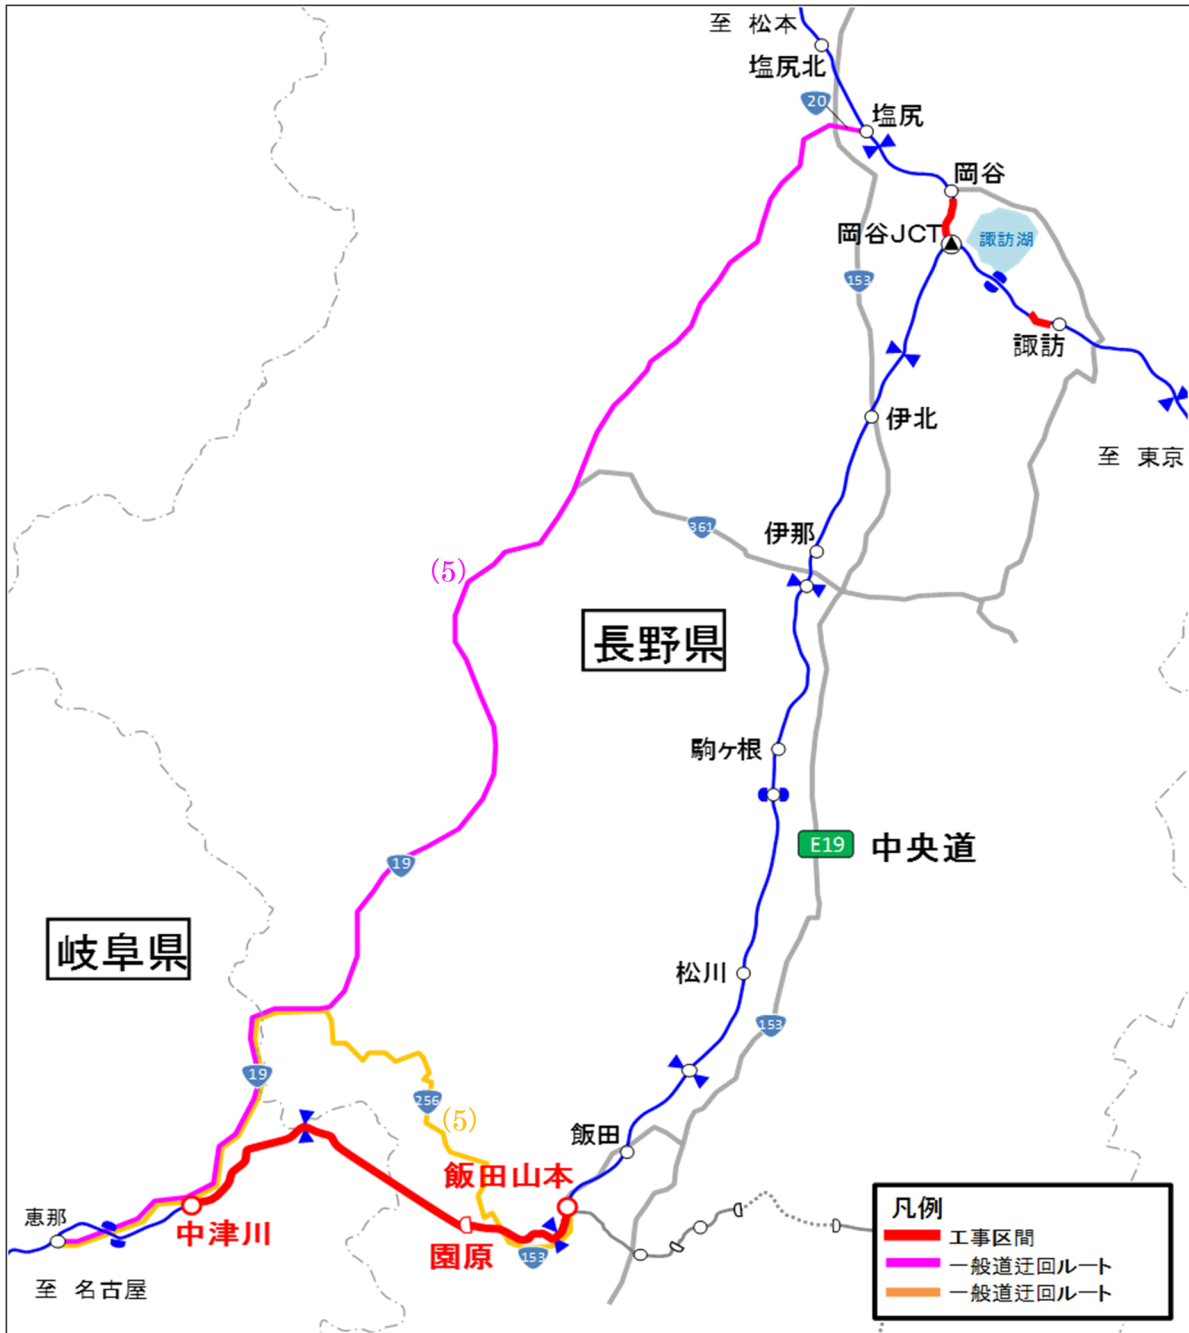 至 松本
塩尻北
20
塩尻
岡谷
岡谷JCT
諏訪湖
153
諏訪
伊北
至 東京
361
伊那
(5)
長野県
駒ヶ根
E19
中央道
19
岐阜県
松川
153
19
256
(5)
飯田
飯田山本
恵那
中津川
園原
153
至 名古屋
凡例
工事区間
一般道迂回ルート
一般道迂回ルート